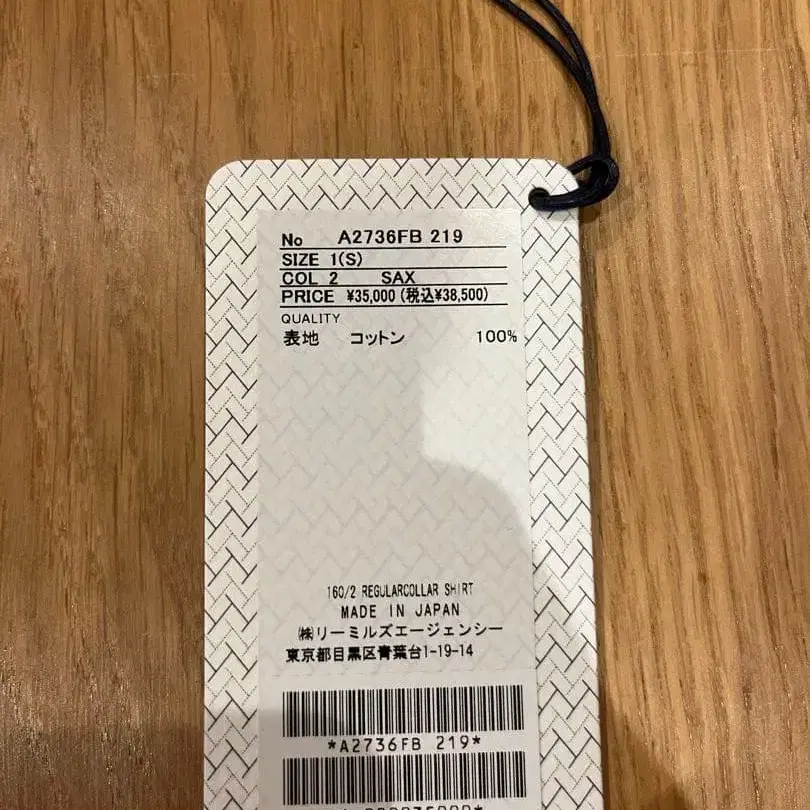 No A2736FB 219
SIZE 1(S)
COL 2 SAX
PRICE ¥35,000 (税込¥38,500)
QUALITY
表地 コットン 100%
160/2 REGULARCOLLAR SHIRT
MADE IN JAPAN
㈱リーミルズエージェンシー
東京都目黒区青葉台1-19-14
*A2736FB 219*